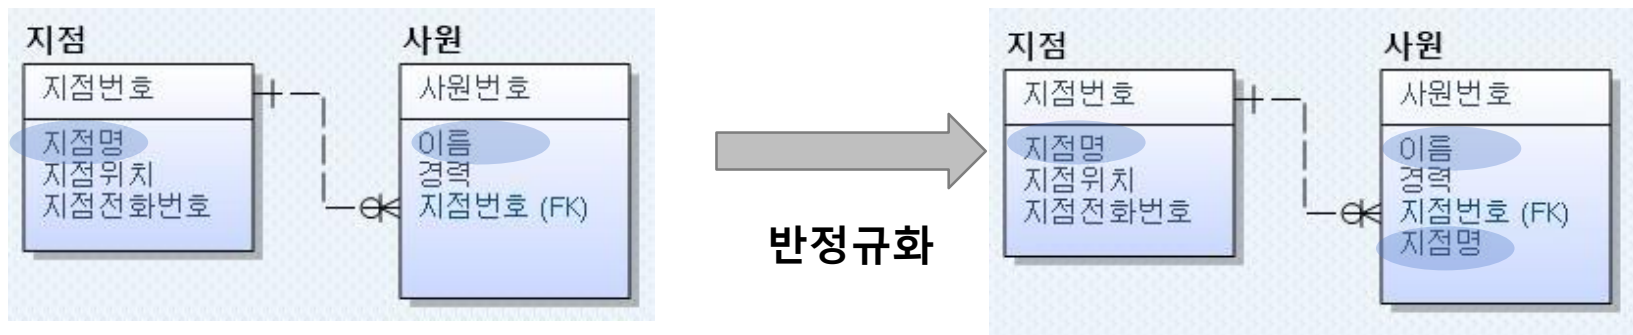 지점
지점번호
지점명
지점위치
지점전화번호
사원
사원번호
이름
경력
지점번호 (FK)
반정규화
지점
지점번호
지점명
지점위치
지점전화번호
사원
사원번호
이름
경력
지점번호 (FK)
지점명